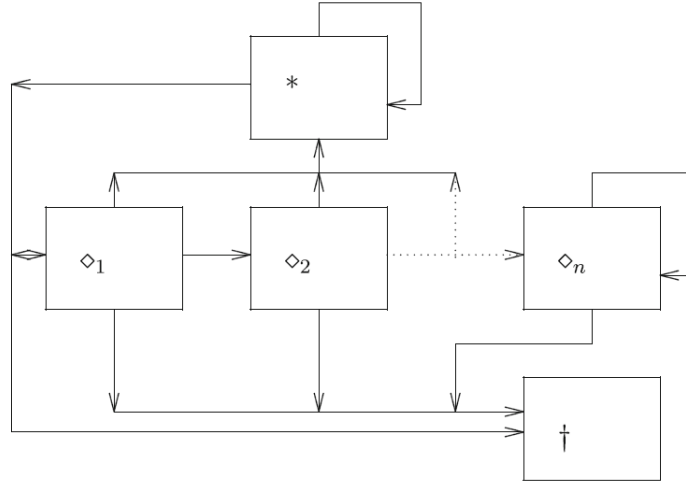 *
◇₁ ◇₂ ◇ₙ
†